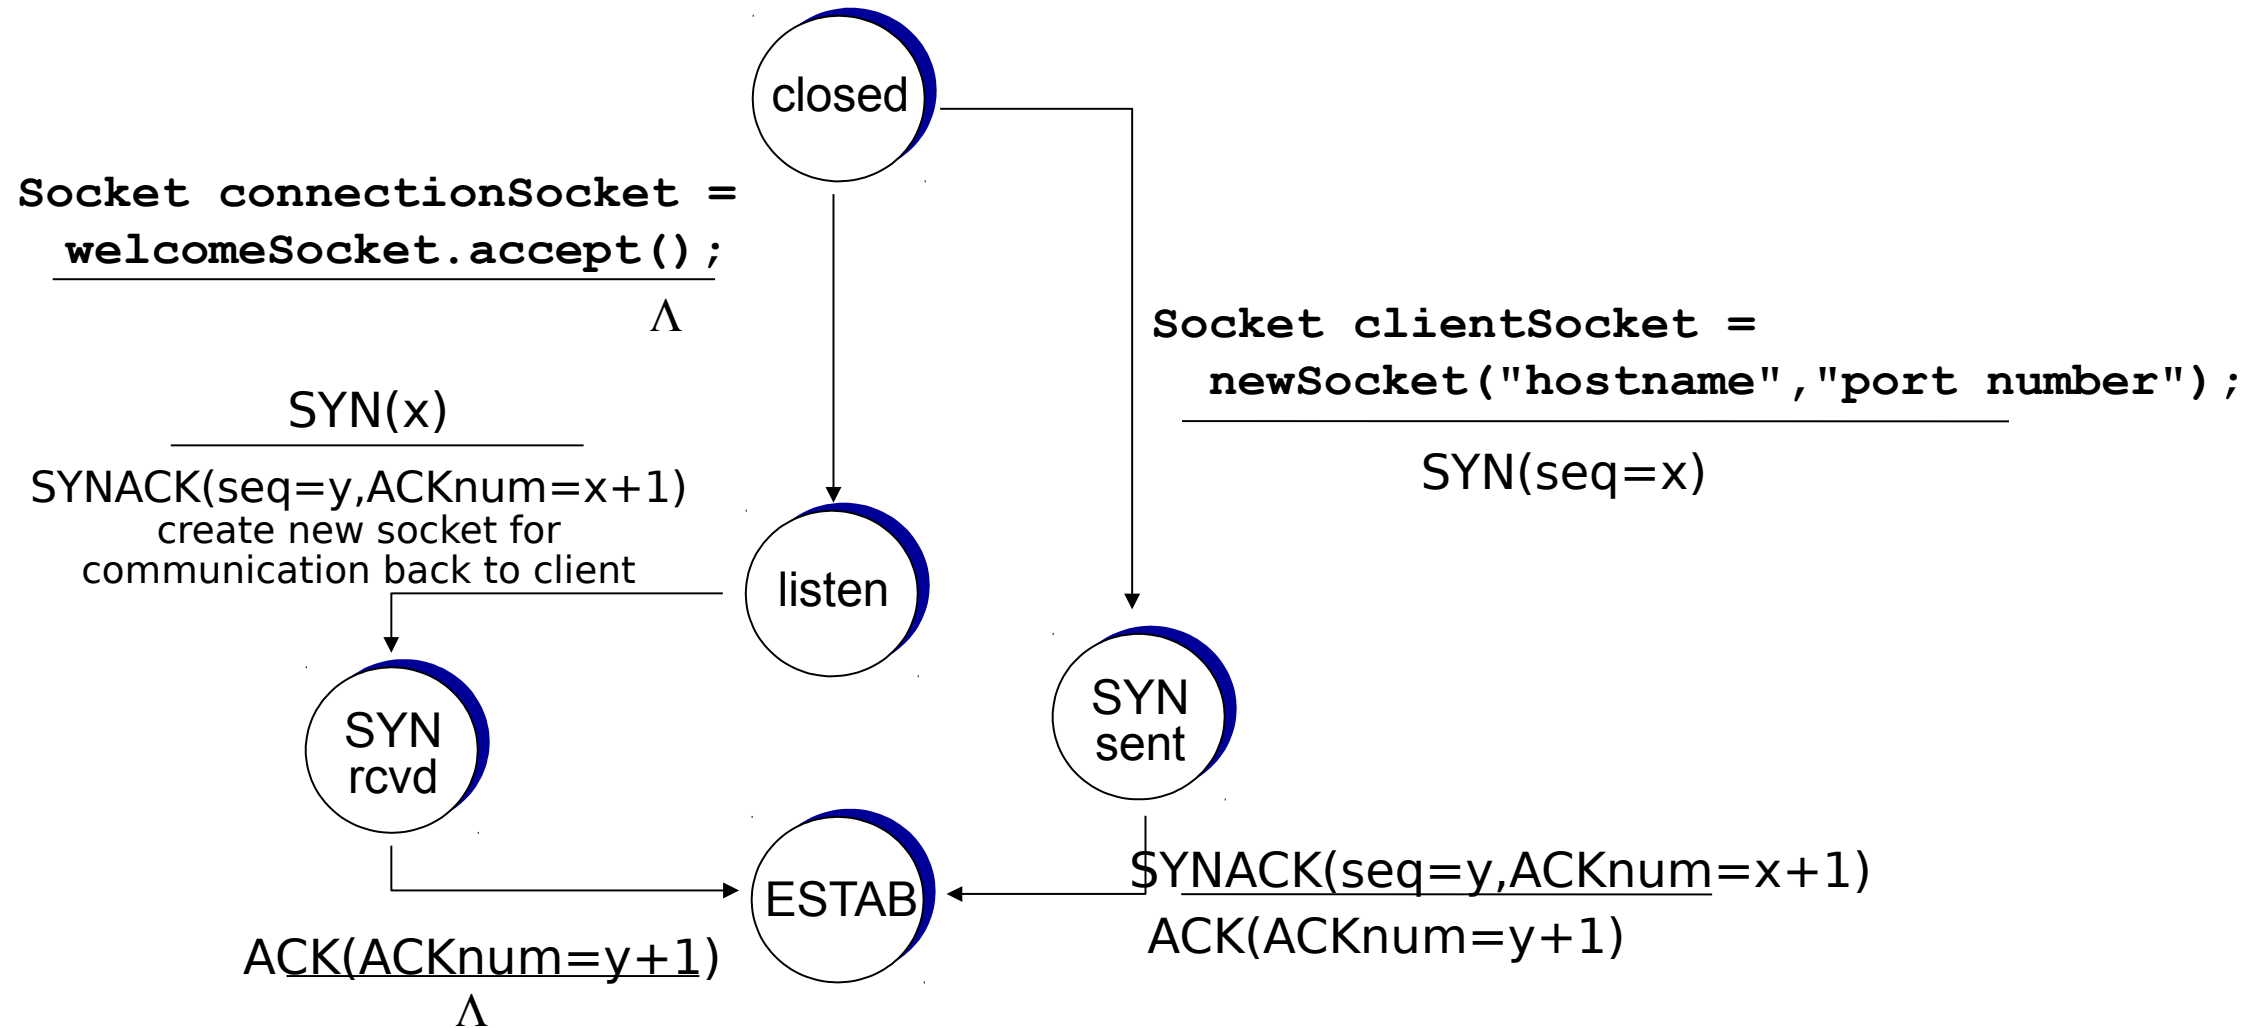 closed
Socket connectionSocket =
welcomeSocket.accept();
Λ
Socket clientSocket =
newSocket("hostname","port number");
SYN(seq=x)
SYN(x)
SYNACK(seq=y,ACKnum=x+1)
create new socket for
communication back to client
listen
SYN
rcvd
SYN
sent
ESTAB
SYNACK(seq=y,ACKnum=x+1)
ACK(ACKnum=y+1)
ACK(ACKnum=y+1)
Λ